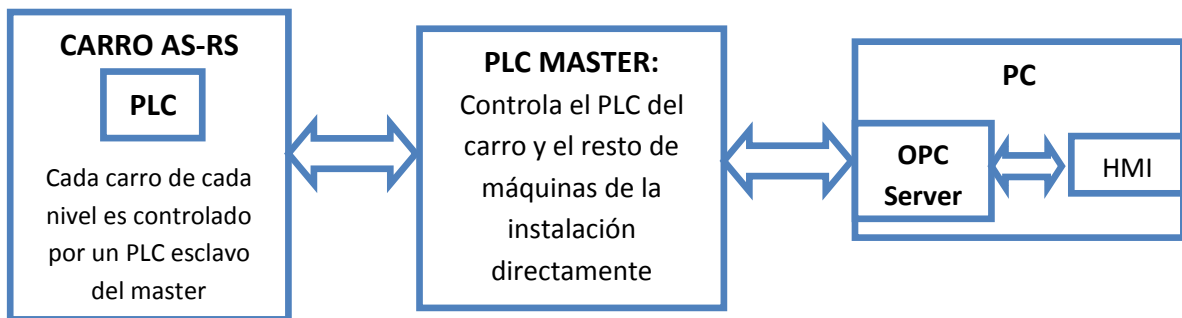 CARRO AS-RS
PLC
Cada carro de cada
nivel es controlado
por un PLC esclavo
del master
PLC MASTER:
Controla el PLC del
carro y el resto de
máquinas de la
instalación
directamente
PC
OPC
Server
HMI